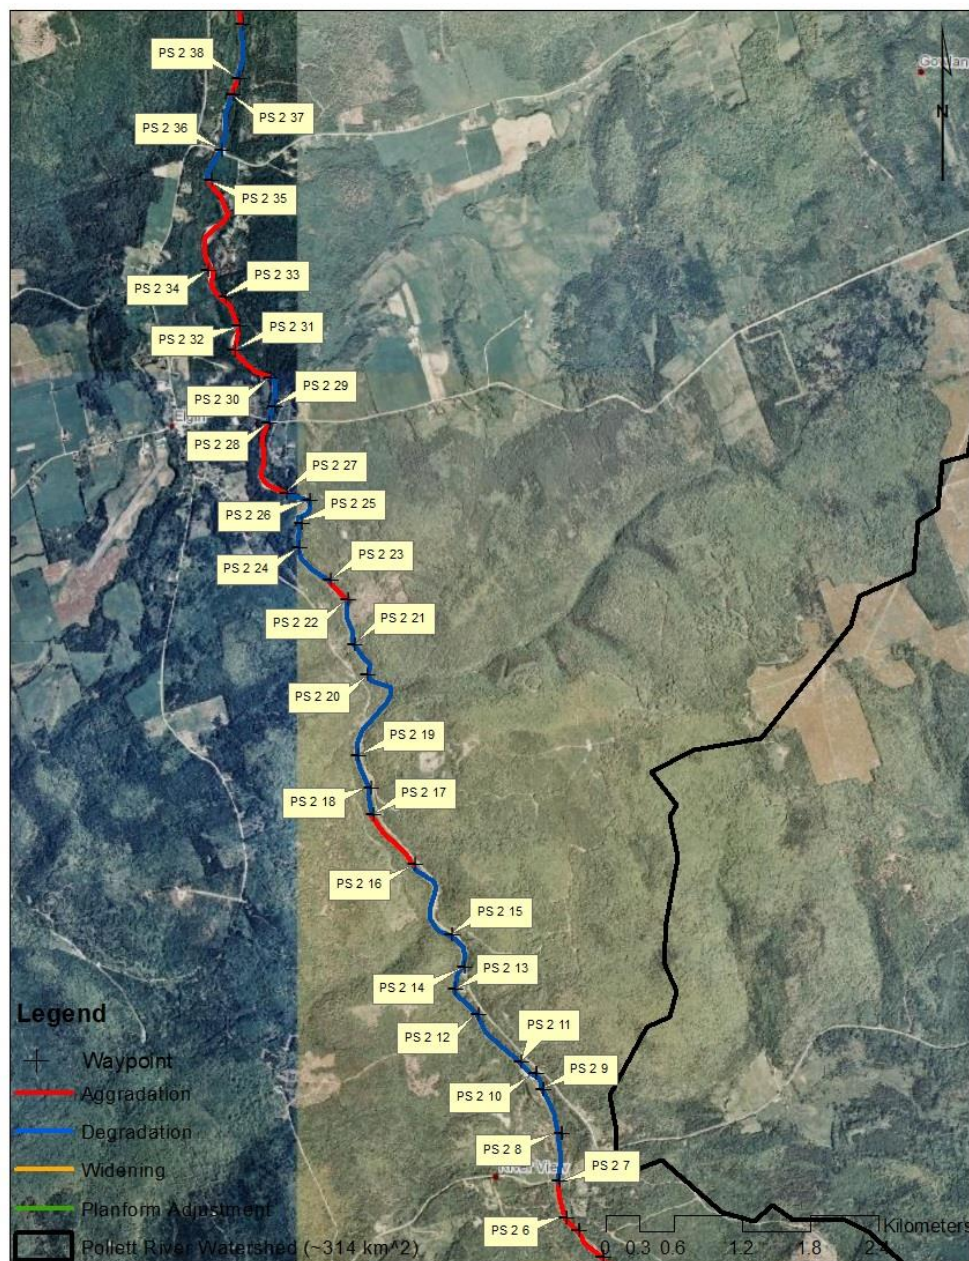 PS 2 38
Gowlan
PS 2 37
PS 2 36
N
PS 2 35
PS 2 33
PS 2 34
PS 2 31
PS 2 32
PS 2 29
PS 2 30
Elgin
PS 2 28
PS 2 27
PS 2 25
PS 2 26
PS 2 23
PS 2 24
PS 2 21
PS 2 22
PS 2 20
PS 2 19
PS 2 17
PS 2 18
PS 2 16
PS 2 15
PS 2 13
PS 2 14
PS 2 11
PS 2 12
PS 2 9
PS 2 10
PS 2 8
PS 2 7
River View
PS 2 6
Legend
Waypoint
Aggradation
Degradation
Widening
Planform Adjustment
Pollett River Watershed (~314 km^2)
Kilometers
0 0.3 0.6 1.2 1.8 2.4